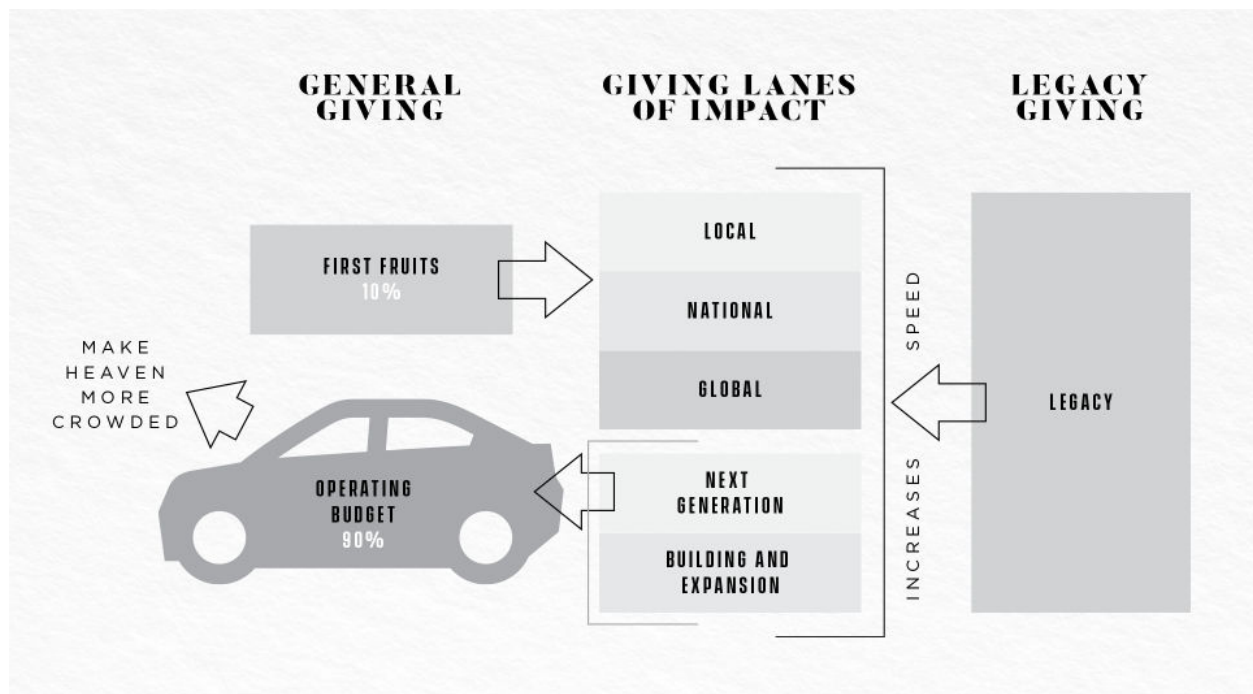 GENERAL
GIVING
GIVING LANES
OF IMPACT
LEGACY
GIVING
FIRST FRUITS
10%
MAKE
HEAVEN
MORE
CROWDED
OPERATING
BUDGET
90%
LOCAL
NATIONAL
GLOBAL
NEXT
GENERATION
BUILDING AND
EXPANSION
INCREASES SPEED
LEGACY